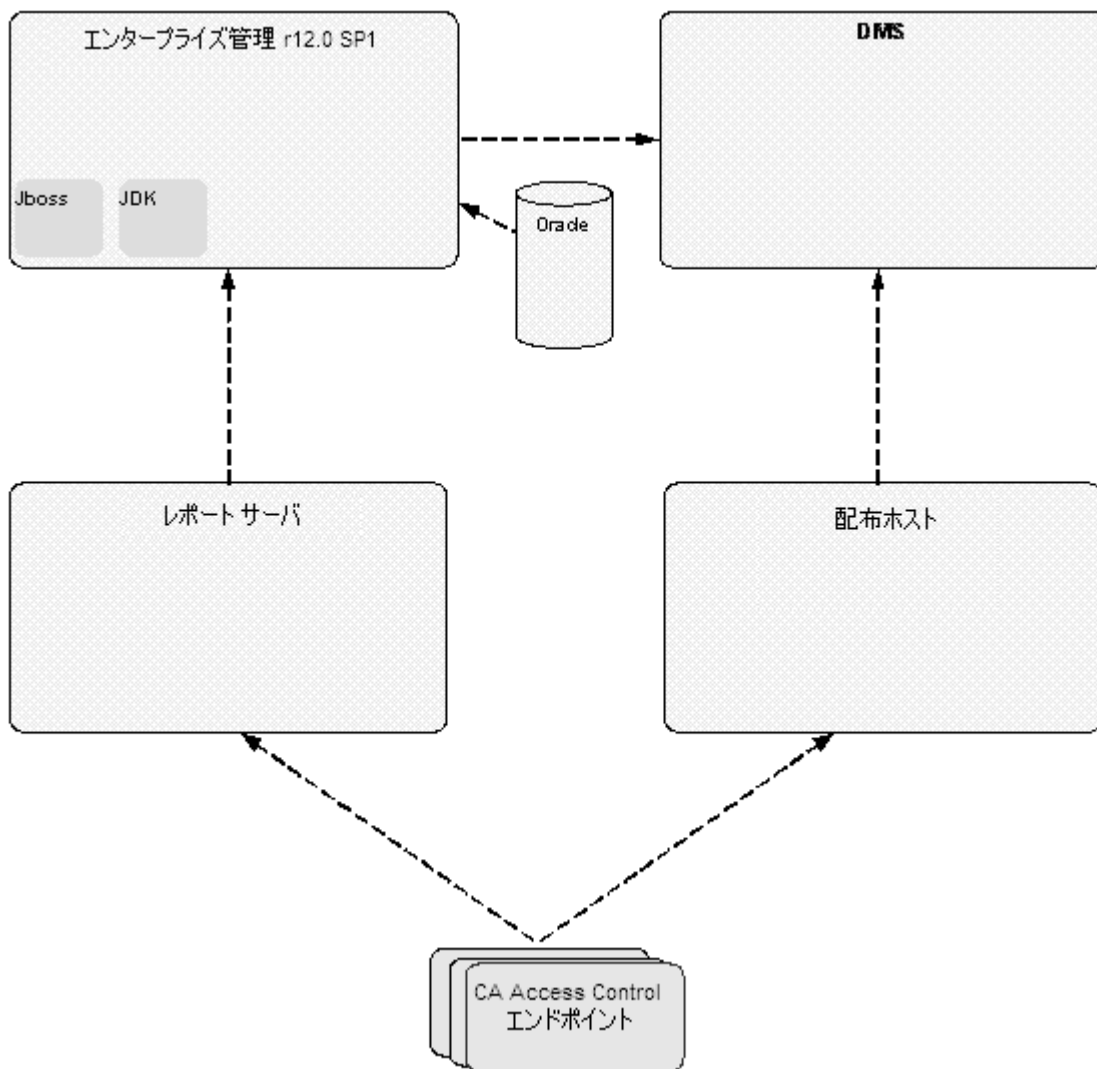 エンタープライズ管理 r12.0 SP1
DMS
Jboss
JDK
Oracle
レポート サーバ
配布ホスト
CA Access Control
エンドポイント